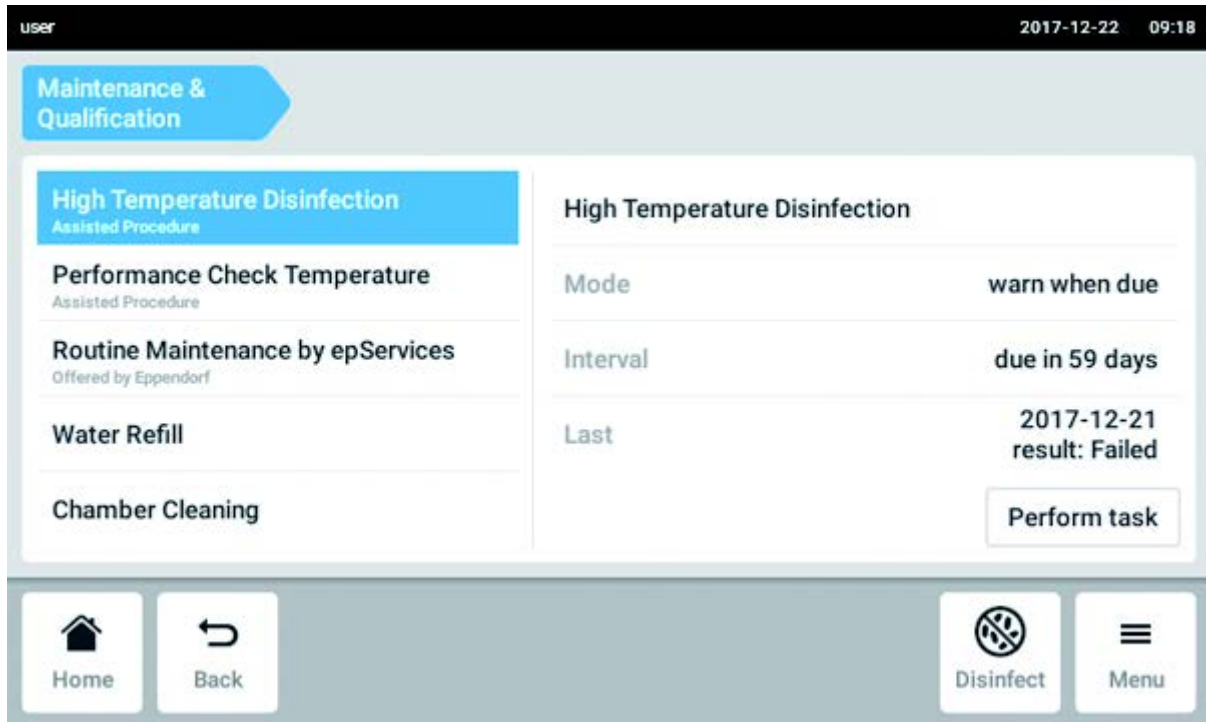 user
2017-12-22 09:18
Maintenance &
Qualification
High Temperature Disinfection
Assisted Procedure
Performance Check Temperature
Assisted Procedure
Routine Maintenance by epServices
Offered by Eppendorf
Water Refill
Chamber Cleaning
High Temperature Disinfection
Mode warn when due
Interval due in 59 days
Last 2017-12-21
result: Failed
Perform task
Home
Back
Disinfect
Menu